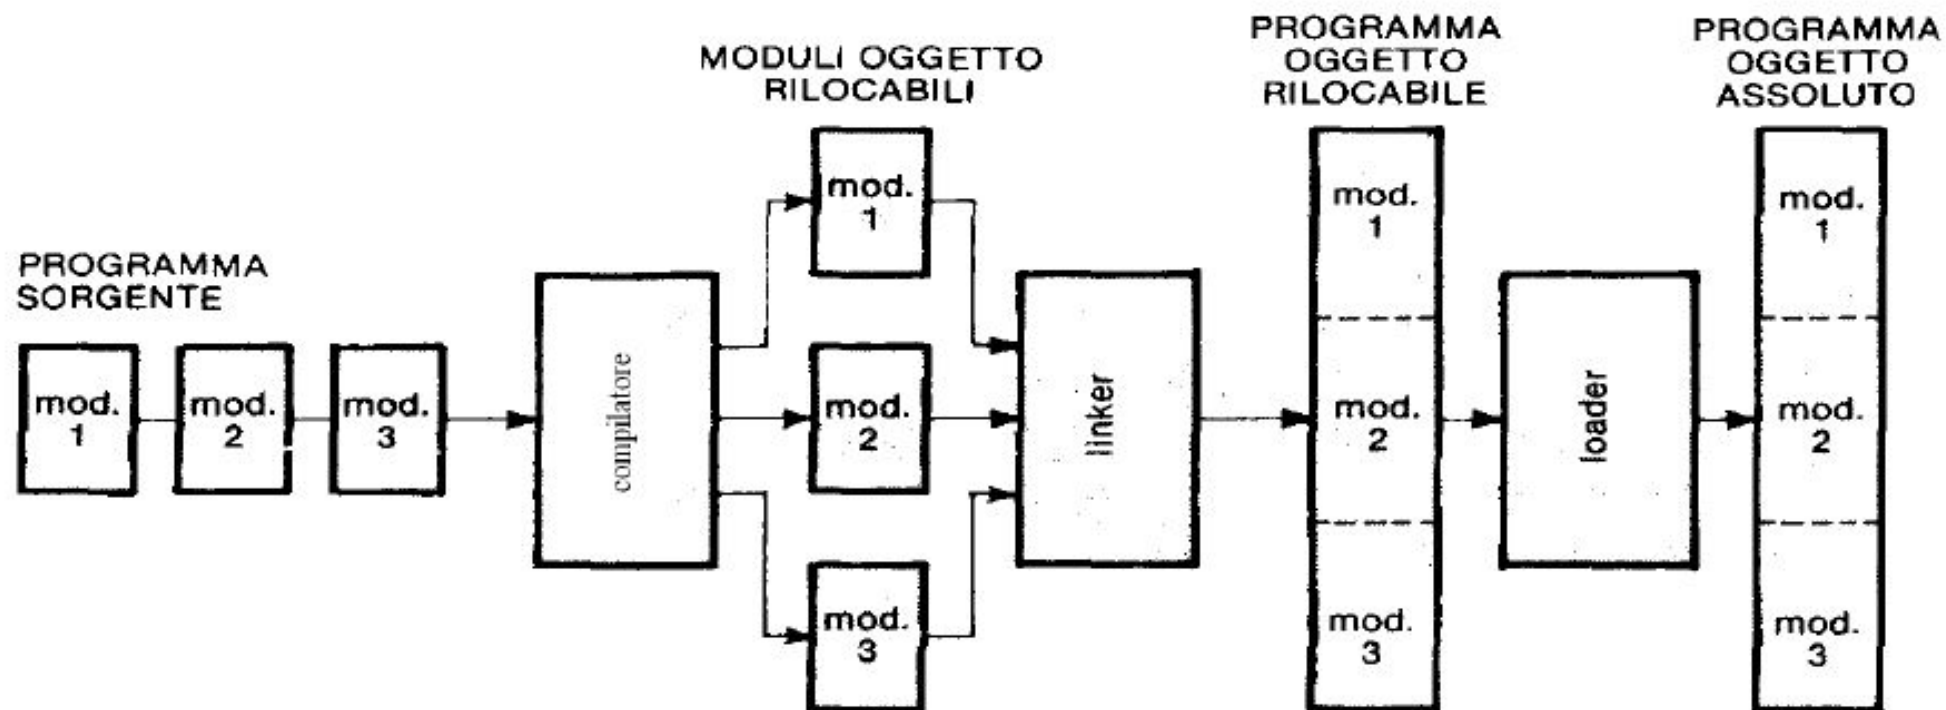 PROGRAMMA
SORGENTE
mod.
1
mod.
2
mod.
3
compilatore
MODULI OGGETTO
RILOCABILI
mod.
1
mod.
2
mod.
3
linker
PROGRAMMA
OGGETTO
RILOCABILE
mod.
1
mod.
2
mod.
3
loader
PROGRAMMA
OGGETTO
ASSOLUTO
mod.
1
mod.
2
mod.
3